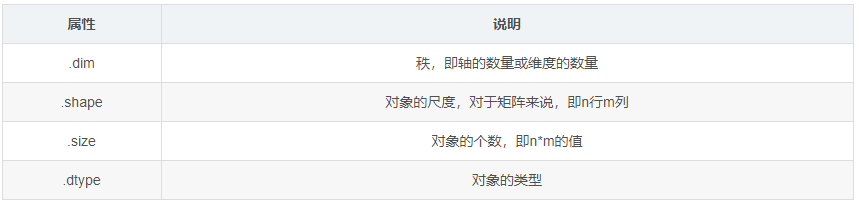 属性 说明
.dim 秩，即轴的数量或维度的数量
.shape 对象的尺度，对于矩阵来说，即n行m列
.size 对象的个数，即n*m的值
.dtype 对象的类型